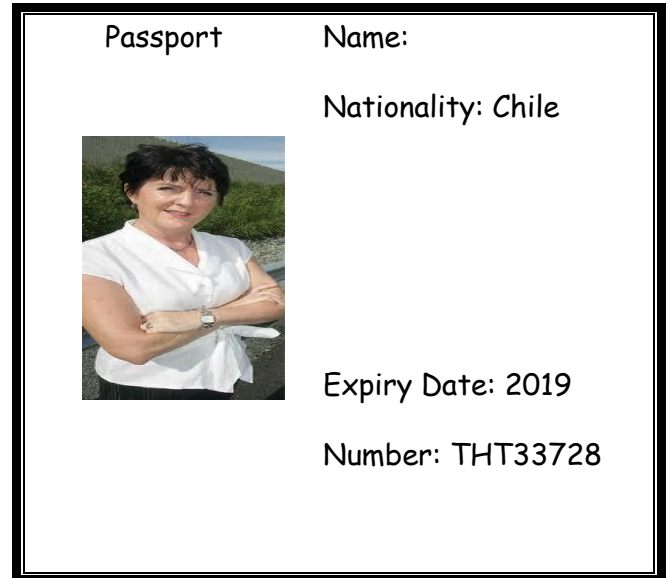 Passport
Name:
Nationality: Chile
Expiry Date: 2019
Number: THT33728